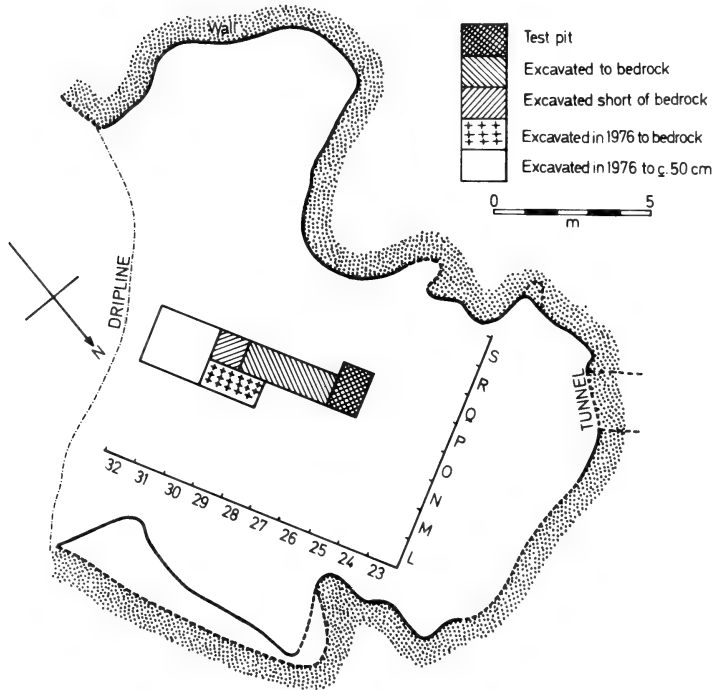 Wall
Test pit
Excavated to bedrock
Excavated short of bedrock
Excavated in 1976 to bedrock
Excavated in 1976 to c. 50 cm
0 5
m
DRIPLINE
N
TUNNEL
S
R
Q
P
O
N
M
L
32 31 30 29 28 27 26 25 24 23